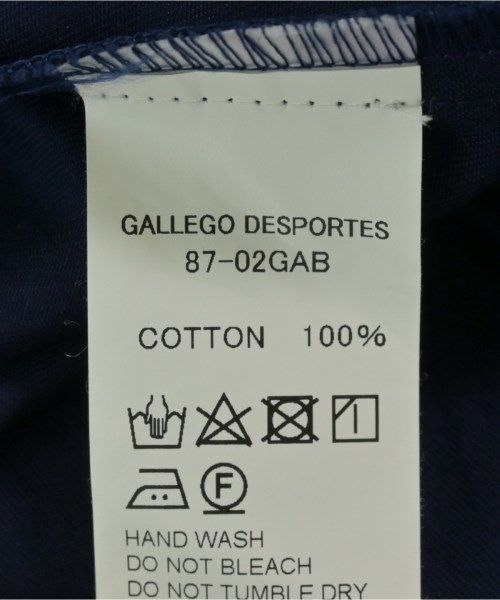 GALLEGO DESPORTES
87-02GAB
COTTON 100%
F
HAND WASH
DO NOT BLEACH
DO NOT TUMBLE DRY